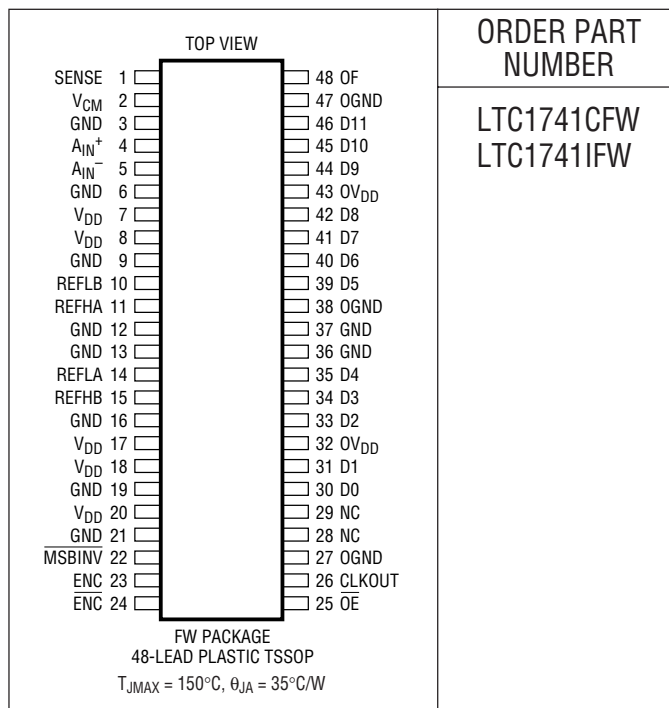 TOP VIEW
SENSE 1
V_CM 2
GND 3
A_IN⁺ 4
A_IN⁻ 5
GND 6
V_DD 7
V_DD 8
GND 9
REFLB 10
REFHA 11
GND 12
GND 13
REFLA 14
REFHB 15
GND 16
V_DD 17
V_DD 18
GND 19
V_DD 20
GND 21
M̅S̅B̅I̅N̅V̅ 22
ENC 23
E̅N̅C̅ 24
48 OF
47 OGND
46 D11
45 D10
44 D9
43 OV_DD
42 D8
41 D7
40 D6
39 D5
38 OGND
37 GND
36 GND
35 D4
34 D3
33 D2
32 OV_DD
31 D1
30 D0
29 NC
28 NC
27 OGND
26 CLKOUT
25 O̅E̅
FW PACKAGE
48-LEAD PLASTIC TSSOP
T_JMAX = 150°C, θ_JA = 35°C/W
ORDER PART
NUMBER
LTC1741CFW
LTC1741IFW